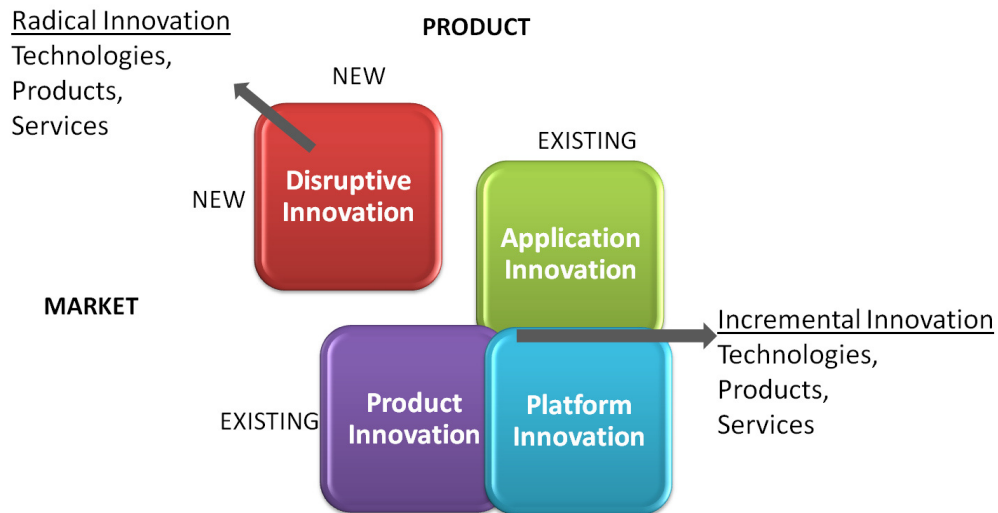 Radical Innovation
Technologies,
Products,
Services
PRODUCT
NEW
EXISTING
NEW
Disruptive
Innovation
Application
Innovation
MARKET
Incremental Innovation
Technologies,
Products,
Services
EXISTING
Product
Innovation
Platform
Innovation